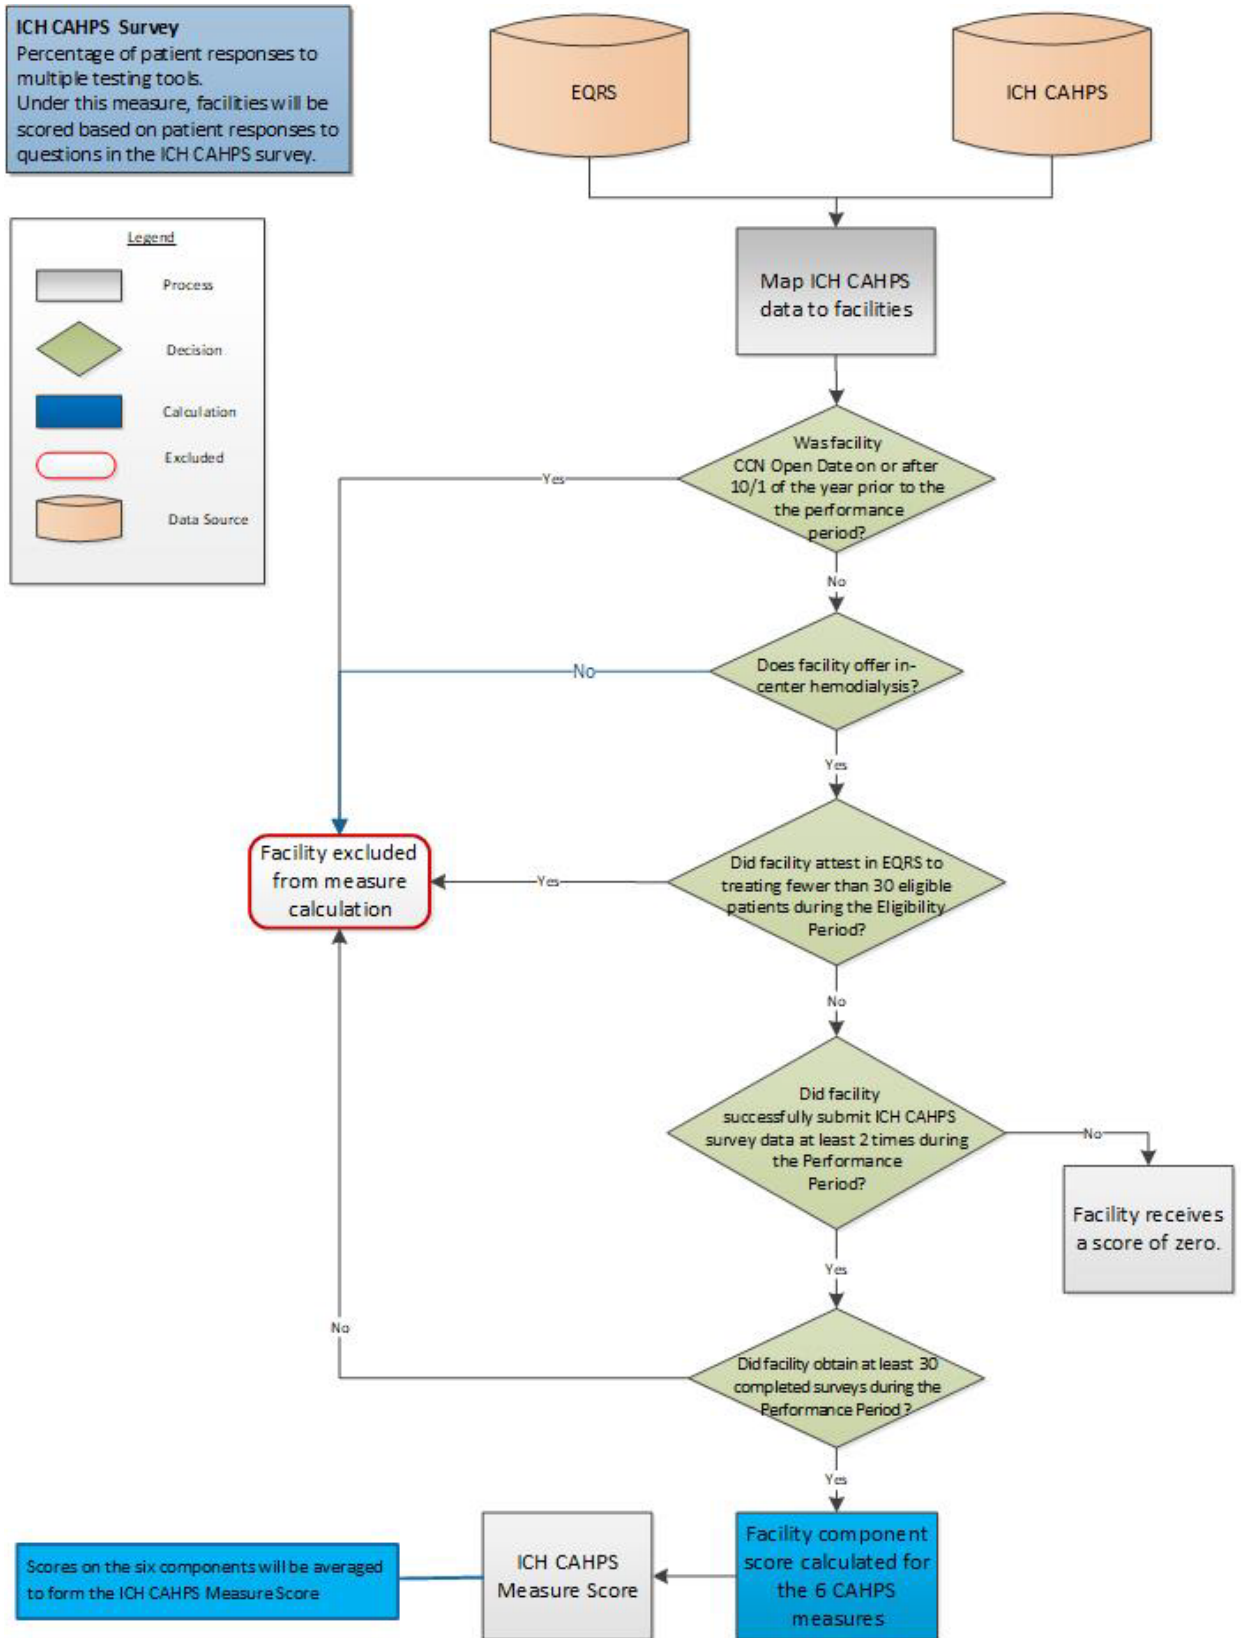 ICH CAHPS Survey
Percentage of patient responses to
multiple testing tools.
Under this measure, facilities will be
scored based on patient responses to
questions in the ICH CAHPS survey.
EQRS
ICH CAHPS
Legend
Process
Decision
Calculation
Excluded
Data Source
Map ICH CAHPS
data to facilities
Was facility
CCN Open Date on or after
10/1 of the year prior to the
the performance
period?
Yes
No
Does facility offer in-
center hemodialysis?
No
Yes
Did facility attest in EQRS to
treating fewer than 30 eligible
patients during the Eligibility
Period?
Yes
Facility excluded
from measure
calculation
No
Did facility
successfully submit ICH CAHPS
survey data at least 2 times during
the Performance
Period?
No
Facility receives
a score of zero.
Yes
Did facility obtain at least 30
completed surveys during the
Performance Period?
No
Yes
Facility component
score calculated for
the 6 CAHPS
measures
ICH CAHPS
Measure Score
Scores on the six components will be averaged
to form the ICH CAHPS Measure Score